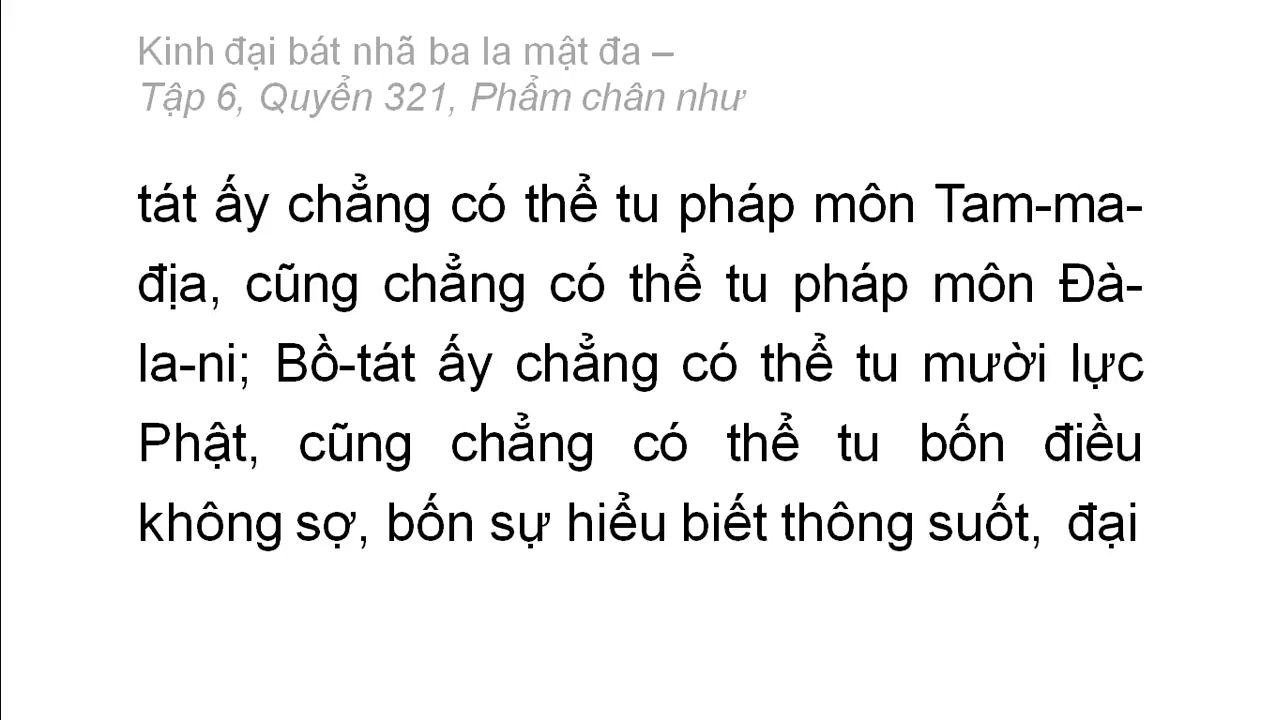 Kinh đại bát nhã ba la mật đa –
Tập 6, Quyển 321, Phẩm chân như
tát ấy chẳng có thể tu pháp môn Tam-ma-
địa, cũng chẳng có thể tu pháp môn Đà-
la-ni; Bồ-tát ấy chẳng có thể tu mười lực
Phật, cũng chẳng có thể tu bốn điều
không sợ, bốn sự hiểu biết thông suốt, đại